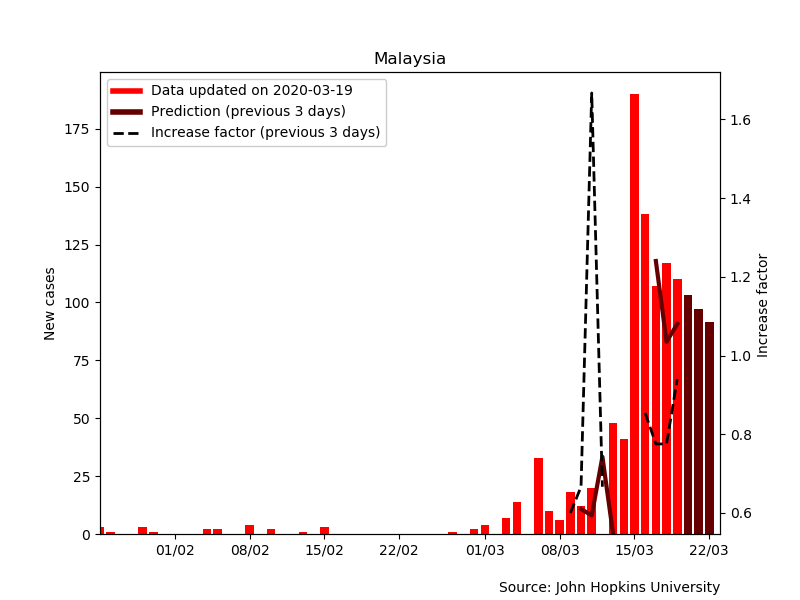 Malaysia
Data updated on 2020-03-19
Prediction (previous 3 days)
Increase factor (previous 3 days)
175
150
125
100
75
50
25
0
New cases
1.6
1.4
1.2
1.0
0.8
0.6
Increase factor
01/02 08/02 15/02 22/02 01/03 08/03 15/03 22/03
Source: John Hopkins University